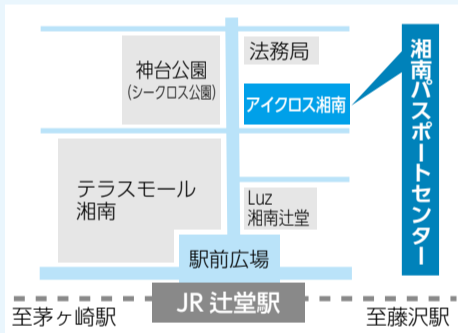 神台公園
(シークロス公園)
法務局
アイクロス湘南
湘南パスポートセンター
テラスモール
湘南
Luz
湘南辻堂
駅前広場
JR 辻堂駅
至茅ヶ崎駅
至藤沢駅